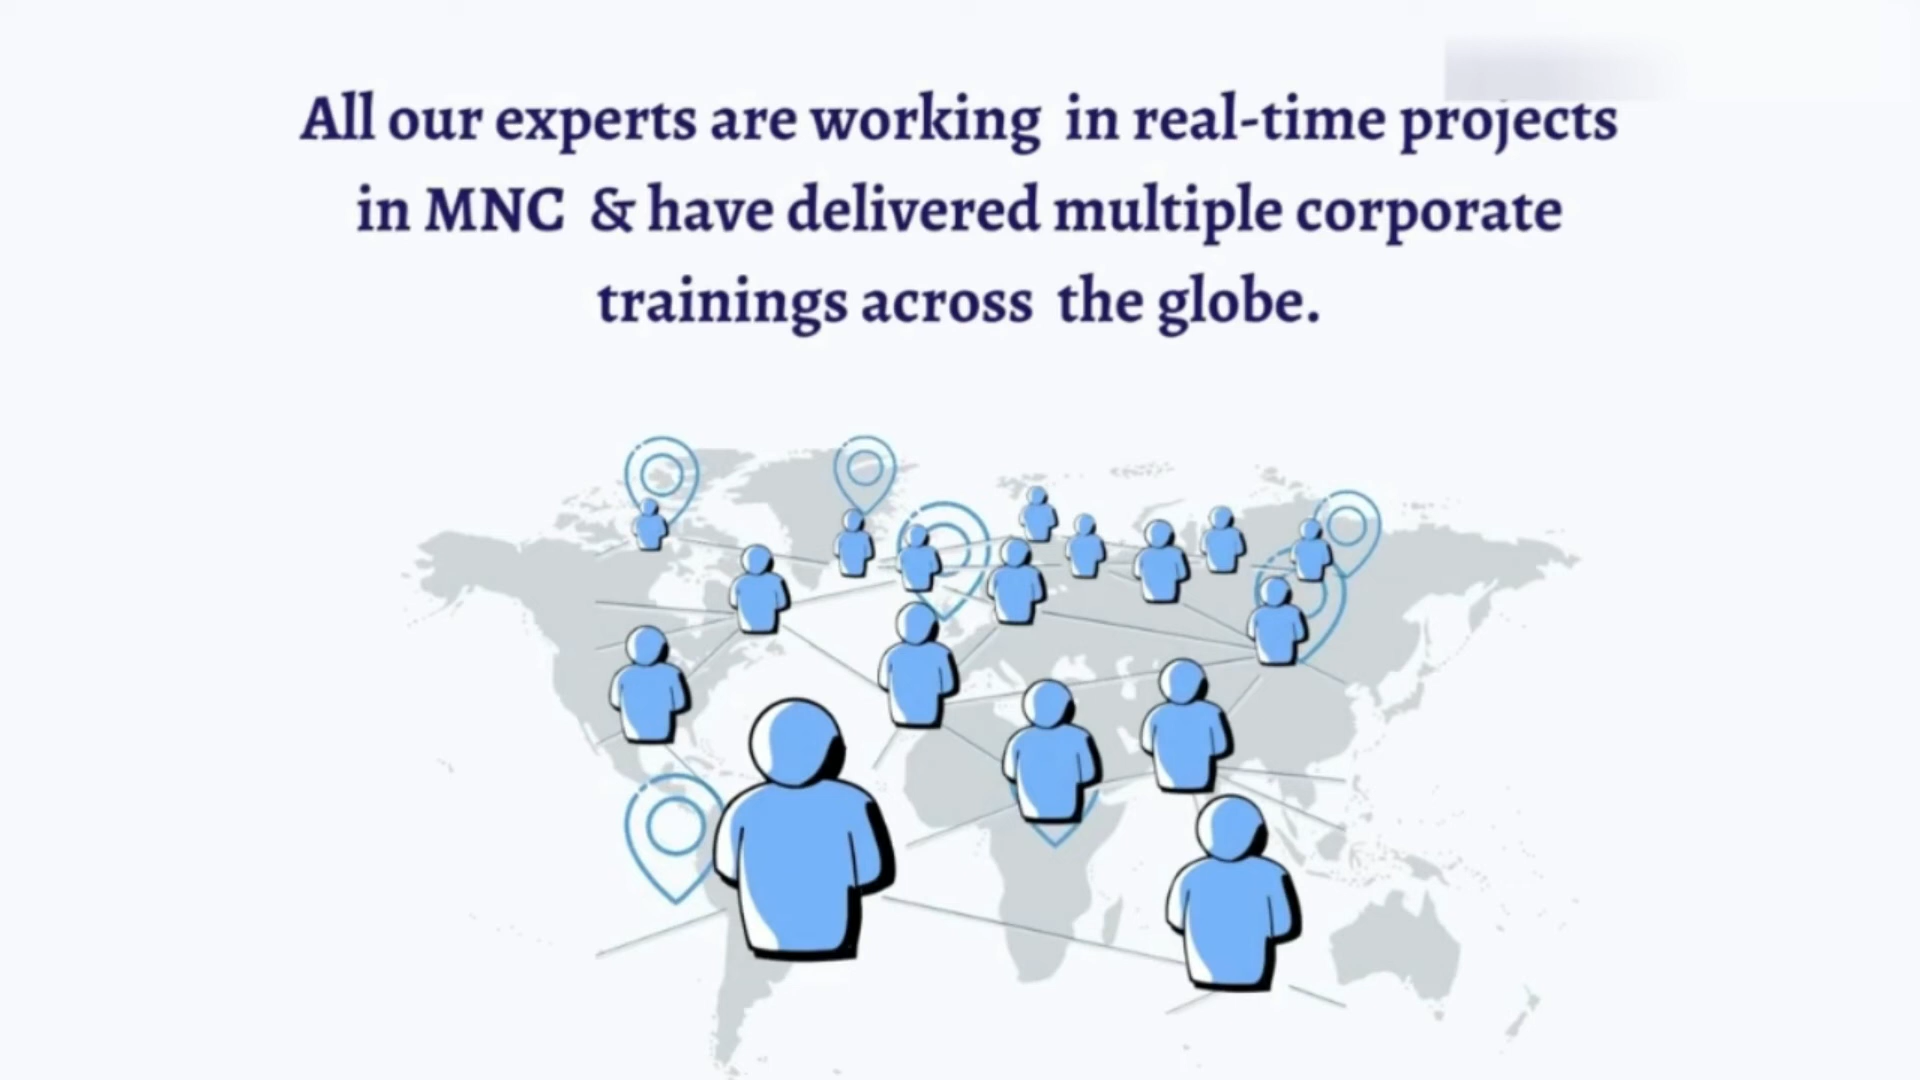 All our experts are working in real-time projects
in MNC & have delivered multiple corporate
trainings across the globe.